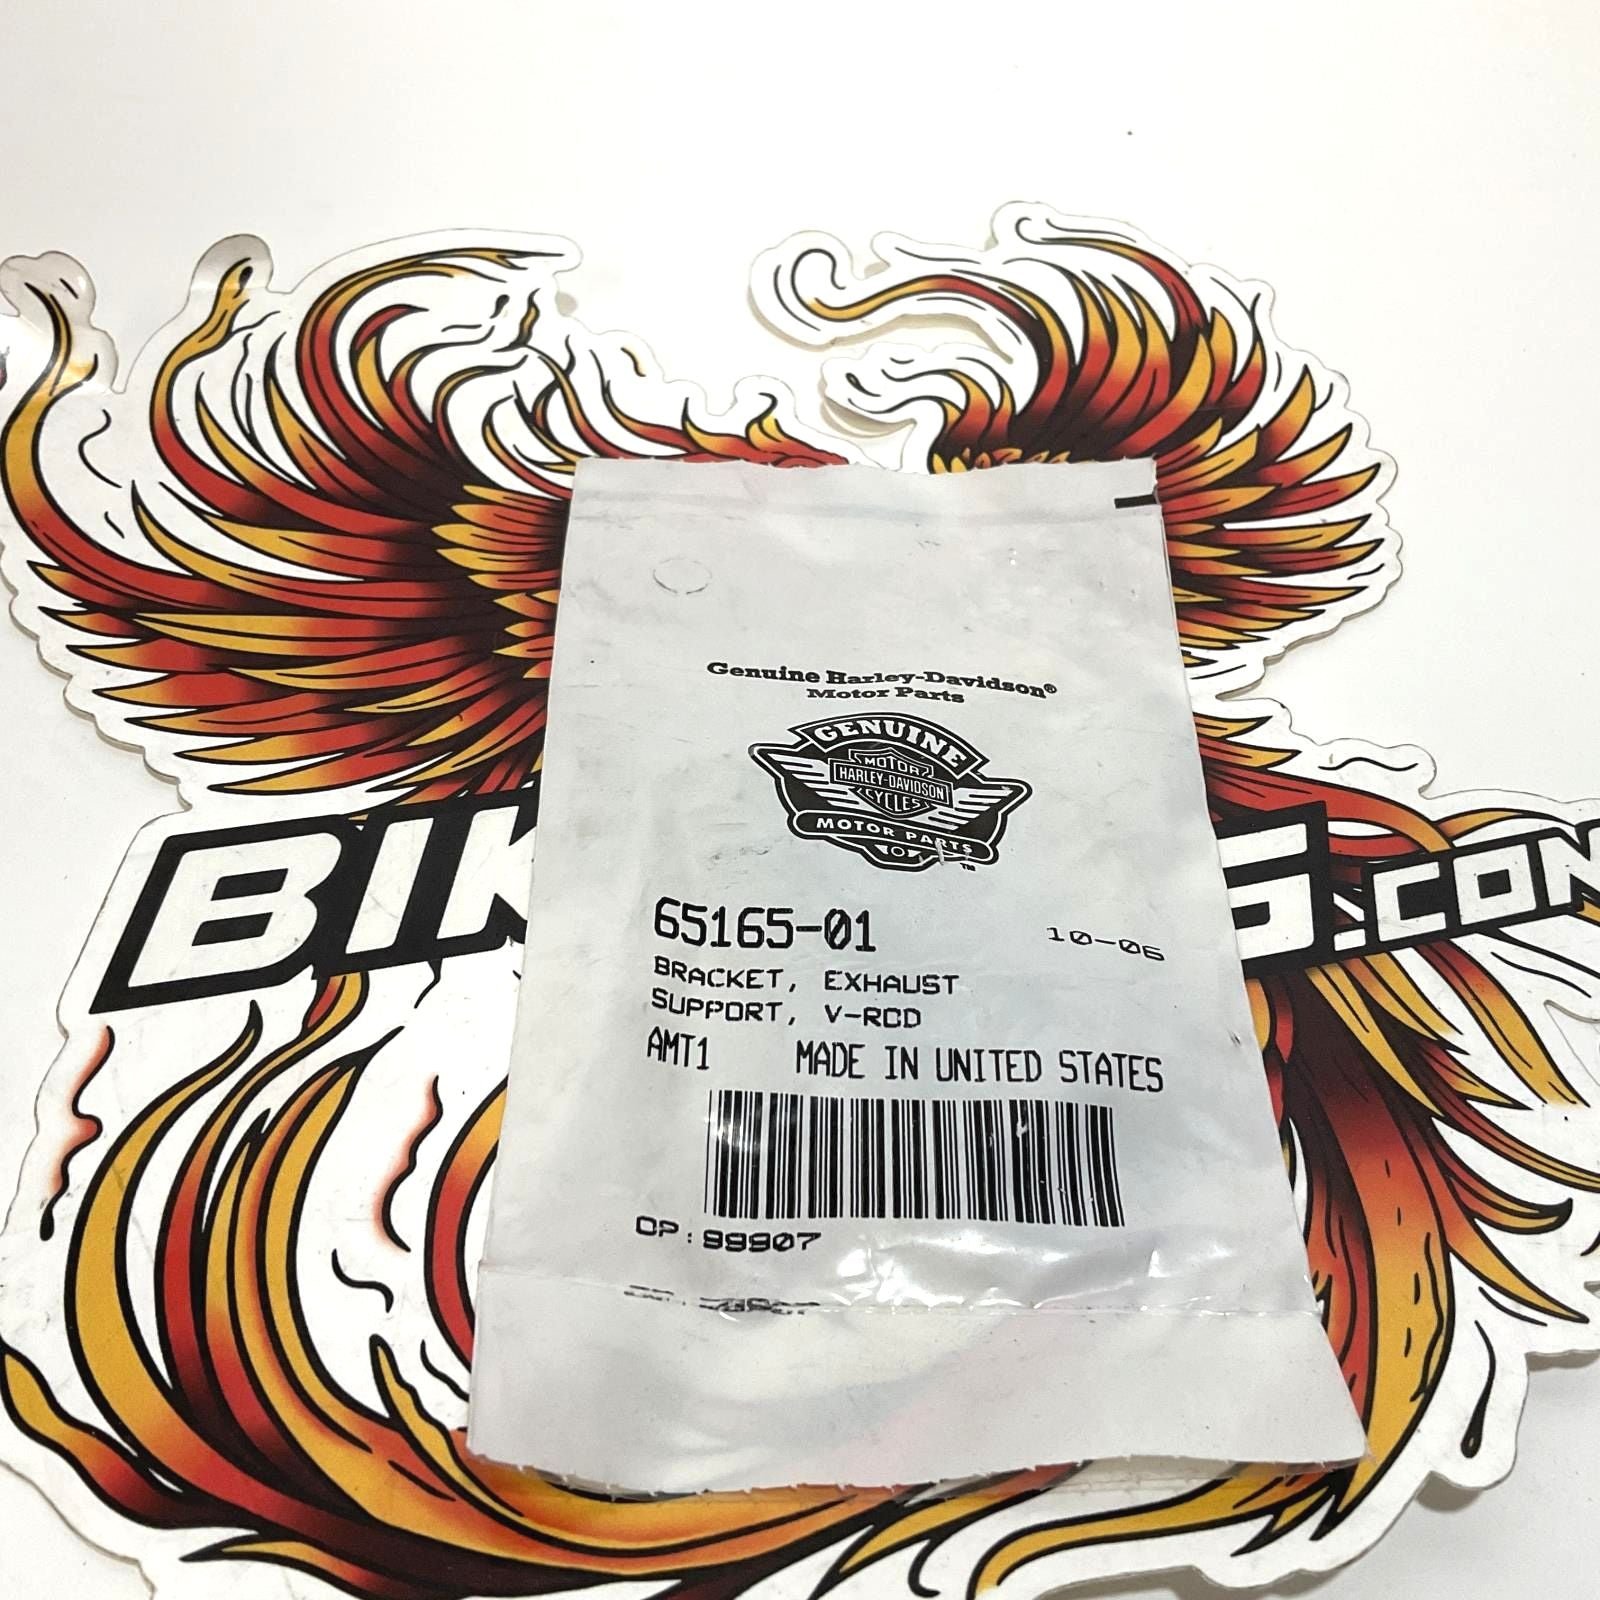 Genuine Harley-Davidson®
Motor Parts
GENUINE
MOTOR
HARLEY-DAVIDSON
CYCLES
MOTOR PARTS
™
65165-01
10-06
BRACKET, EXHAUST
SUPPORT, V-ROD
AMT1 MADE IN UNITED STATES
OP:99907